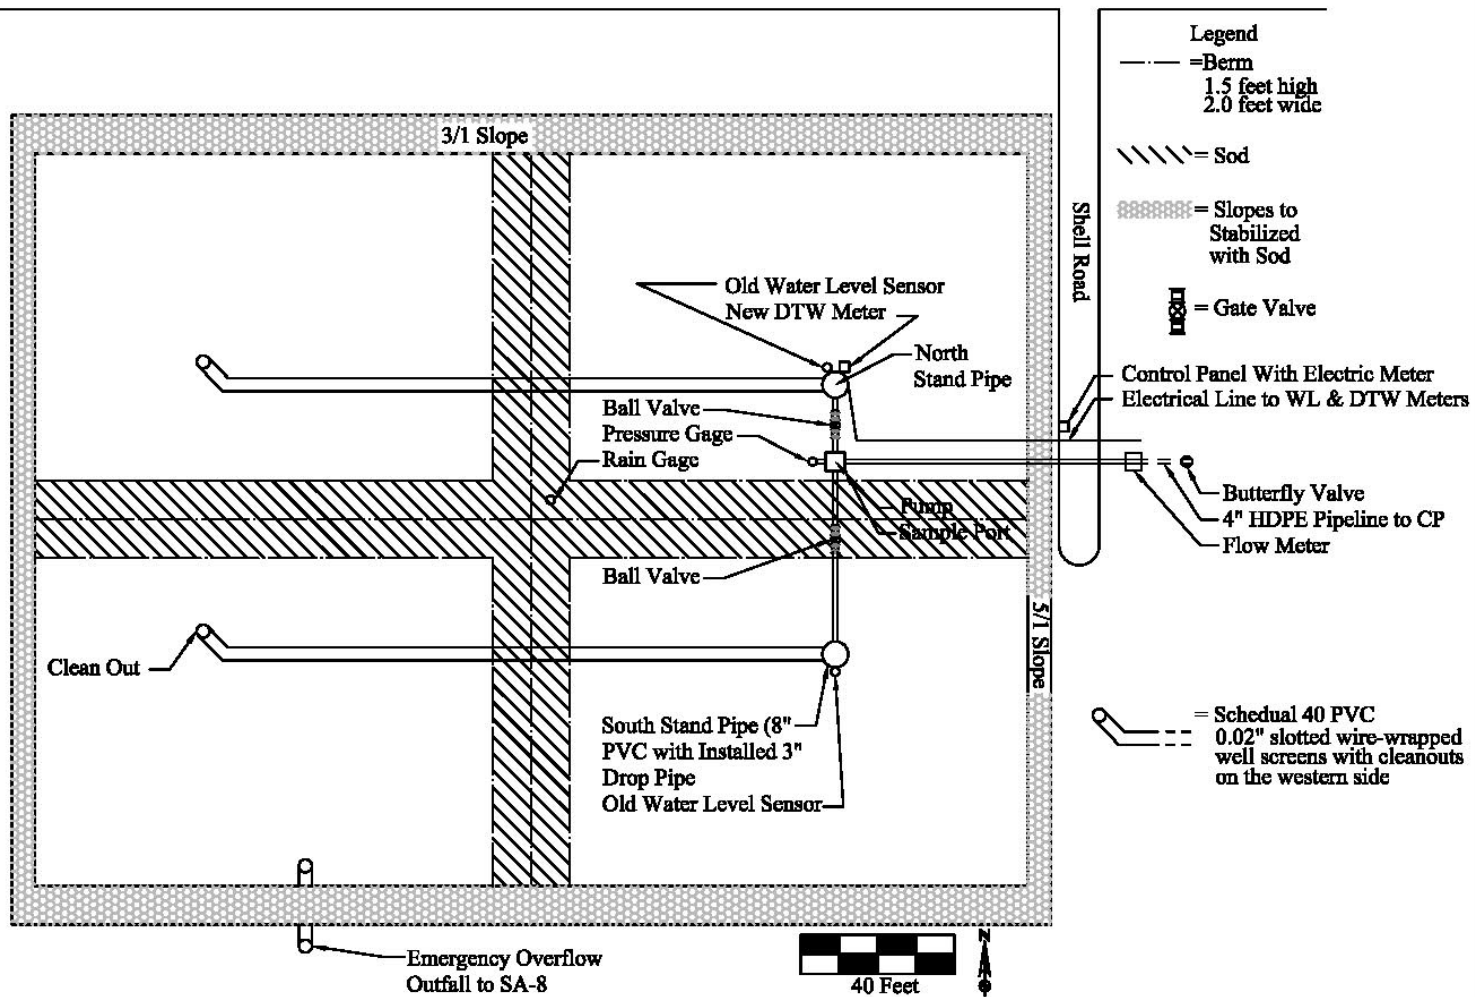 Legend
=Berm
1.5 feet high
2.0 feet wide
3/1 Slope
= Sod
Shell Road
= Slopes to
Stabilized
with Sod
Old Water Level Sensor
New DTW Meter
= Gate Valve
North
Stand Pipe
Control Panel With Electric Meter
Electrical Line to WL & DTW Meters
Ball Valve
Pressure Gage
Rain Gage
Pump
Sample Port
Butterfly Valve
4" HDPE Pipeline to CP
Flow Meter
Ball Valve
5/1 Slope
Clean Out
South Stand Pipe (8"
PVC with Installed 3"
Drop Pipe
Old Water Level Sensor
= Schedual 40 PVC
0.02" slotted wire-wrapped
well screens with cleanouts
on the western side
Emergency Overflow
Outfall to SA-8
40 Feet
N